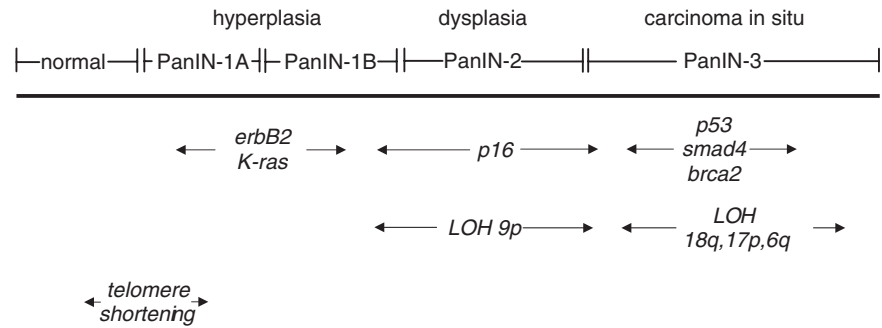 hyperplasia dysplasia carcinoma in situ
normal PanIN-1A PanIN-1B PanIN-2 PanIN-3
erbB2
K-ras
p16
p53
smad4
brca2
LOH 9p
LOH
18q,17p,6q
telomere
shortening